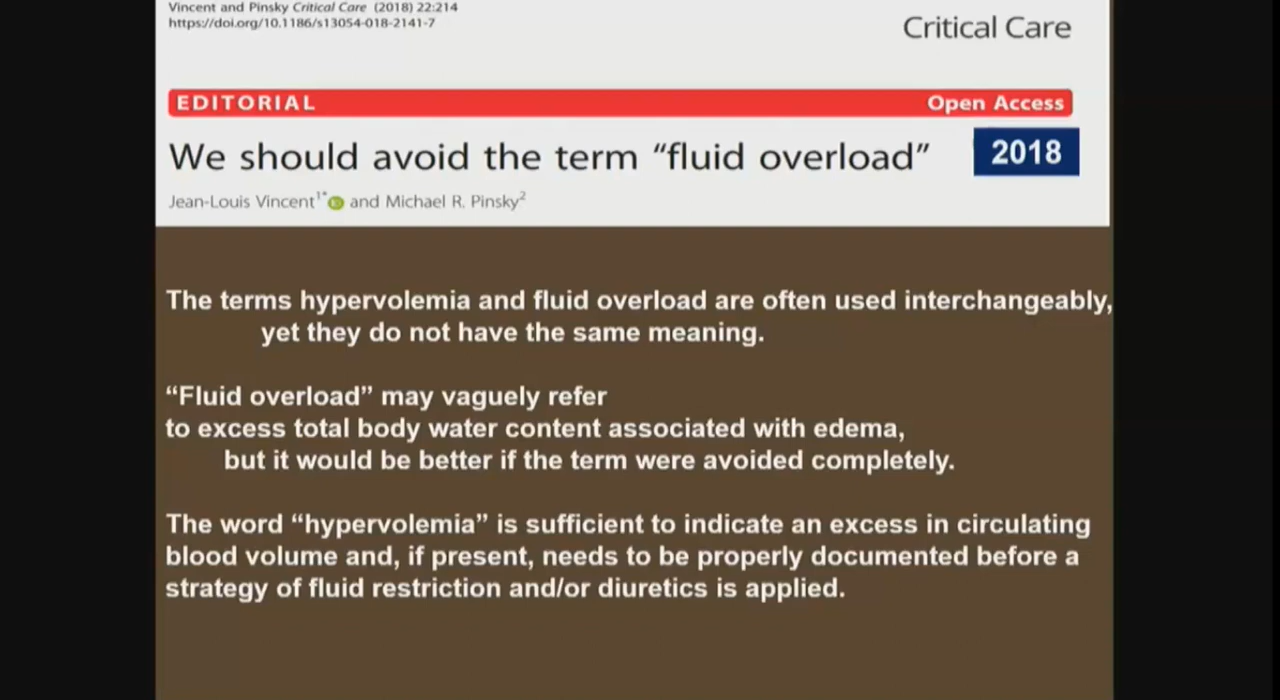 Vincent and Pinsky Critical Care (2018) 22:214
https://doi.org/10.1186/s13054-018-2141-7
Critical Care
EDITORIAL
Open Access
We should avoid the term “fluid overload”
2018
Jean-Louis Vincent1* and Michael R. Pinsky2
The terms hypervolemia and fluid overload are often used interchangeably,
yet they do not have the same meaning.
“Fluid overload” may vaguely refer
to excess total body water content associated with edema,
but it would be better if the term were avoided completely.
The word “hypervolemia” is sufficient to indicate an excess in circulating
blood volume and, if present, needs to be properly documented before a
strategy of fluid restriction and/or diuretics is applied.